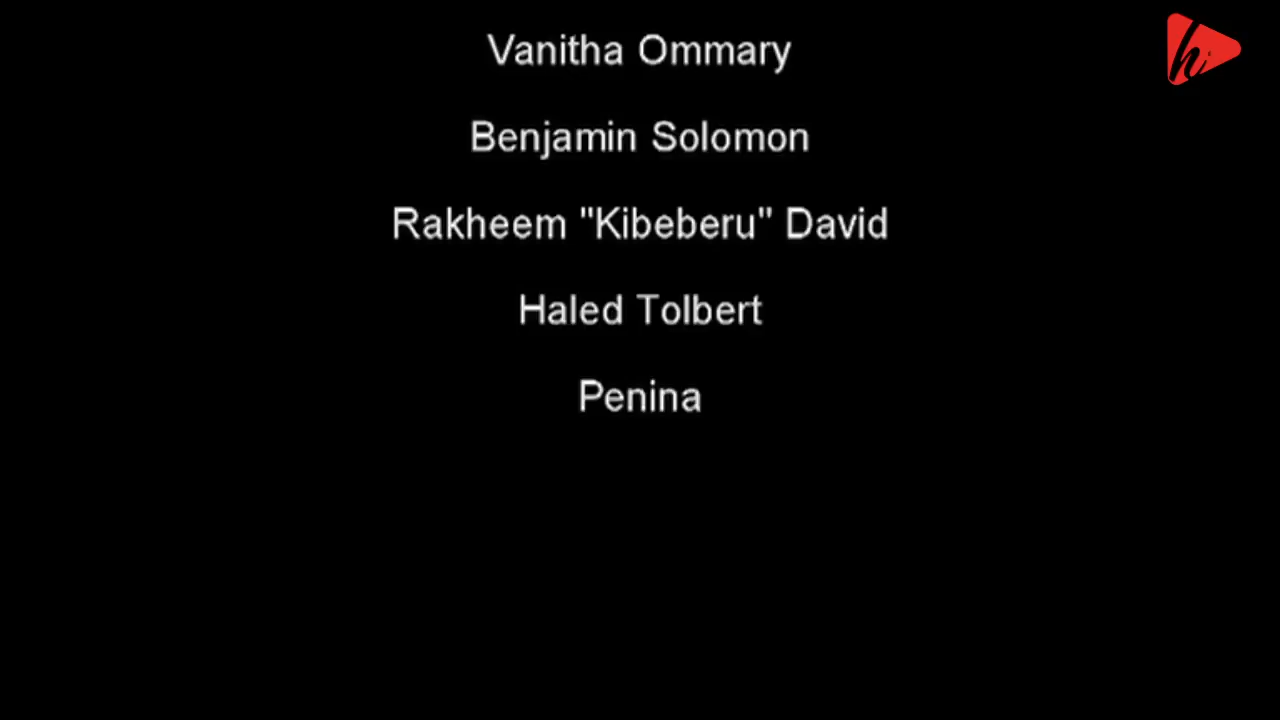 Vanitha Ommary
Benjamin Solomon
Rakheem "Kibeberu" David
Haled Tolbert
Penina